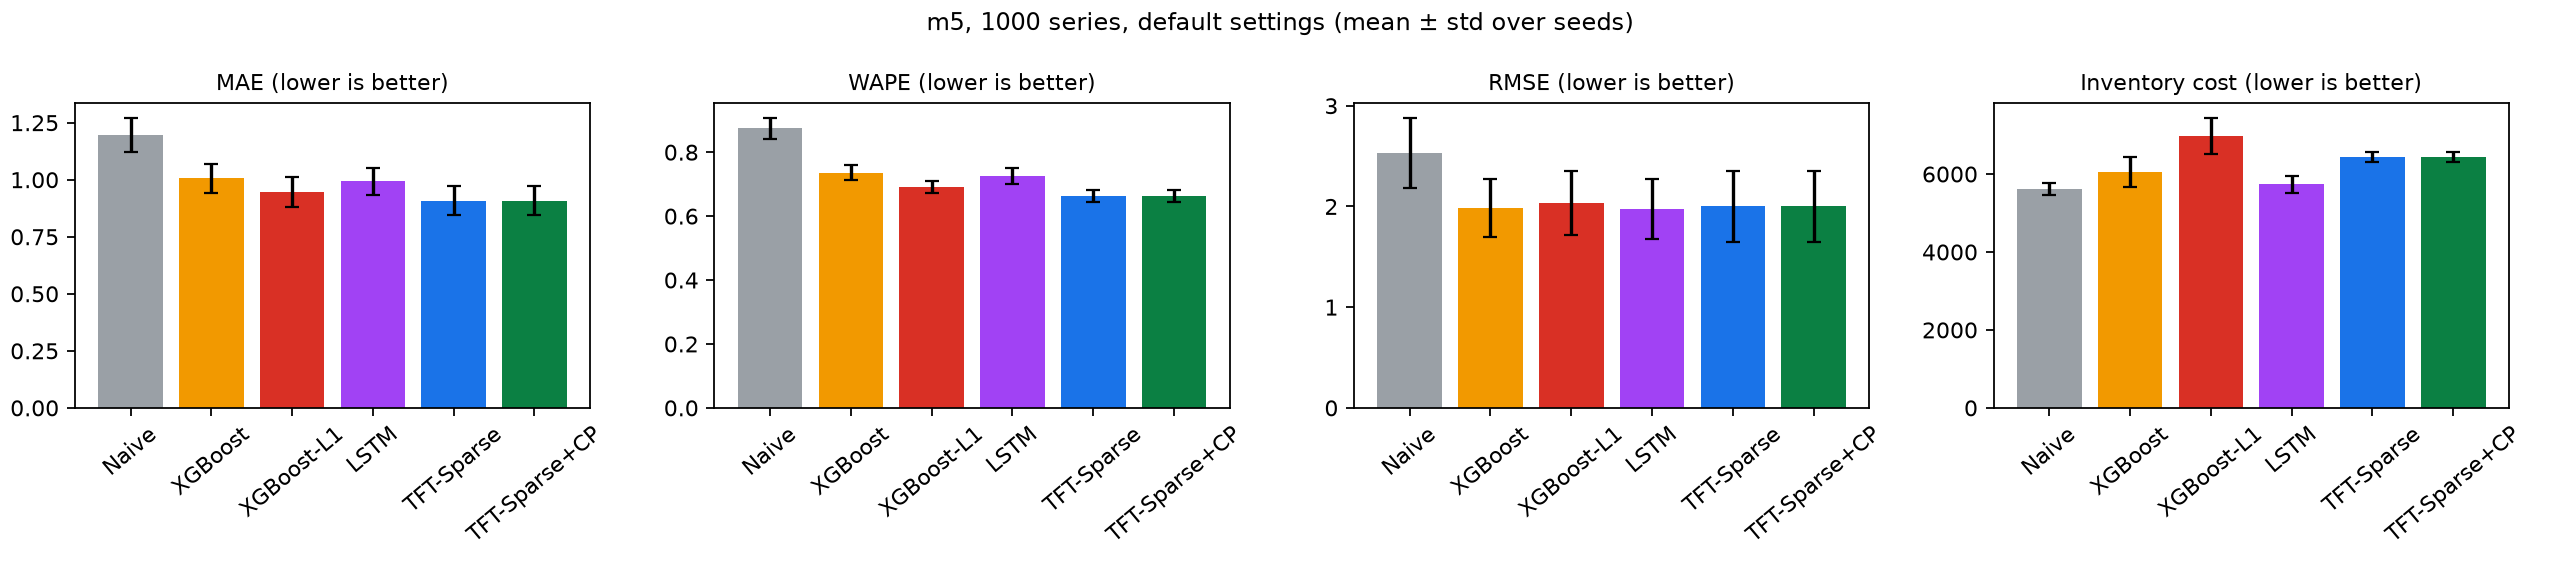 m5, 1000 series, default settings (mean ± std over seeds)
MAE (lower is better)
1.25
1.00
0.75
0.50
0.25
0.00
Naive
XGBoost
XGBoost-L1
LSTM
TFT-Sparse
TFT-Sparse+CP
WAPE (lower is better)
0.8
0.6
0.4
0.2
0.0
Naive
XGBoost
XGBoost-L1
LSTM
TFT-Sparse
TFT-Sparse+CP
RMSE (lower is better)
3
2
1
0
Naive
XGBoost
XGBoost-L1
LSTM
TFT-Sparse
TFT-Sparse+CP
Inventory cost (lower is better)
6000
4000
2000
0
Naive
XGBoost
XGBoost-L1
LSTM
TFT-Sparse
TFT-Sparse+CP